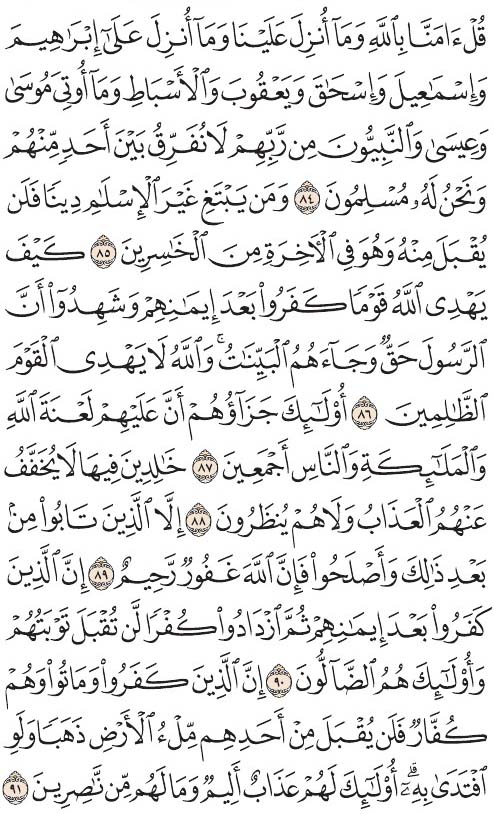 قُلْ ءَامَنَّا بِٱللَّهِ وَمَآ أُنزِلَ عَلَيْنَا وَمَآ أُنزِلَ عَلَىٰٓ إِبْرَٰهِيمَ
وَإِسْمَٰعِيلَ وَإِسْحَٰقَ وَيَعْقُوبَ وَٱلْأَسْبَاطِ وَمَآ أُوتِيَ مُوسَىٰ
وَعِيسَىٰ وَٱلنَّبِيُّونَ مِن رَّبِّهِمْ لَا نُفَرِّقُ بَيْنَ أَحَدٍ مِّنْهُمْ
وَنَحْنُ لَهُۥ مُسْلِمُونَ ٨٤ وَمَن يَبْتَغِ غَيْرَ ٱلْإِسْلَٰمِ دِينًا فَلَن
يُقْبَلَ مِنْهُ وَهُوَ فِي ٱلْأٓخِرَةِ مِنَ ٱلْخَٰسِرِينَ ٨٥ كَيْفَ
يَهْدِي ٱللَّهُ قَوْمًا كَفَرُوا۟ بَعْدَ إِيمَٰنِهِمْ وَشَهِدُوٓا۟ أَنَّ
ٱلرَّسُولَ حَقٌّ وَجَآءَهُمُ ٱلْبَيِّنَٰتُ ۚ وَٱللَّهُ لَا يَهْدِي ٱلْقَوْمَ
ٱلظَّٰلِمِينَ ٨٦ أُو۟لَٰٓئِكَ جَزَآؤُهُمْ أَنَّ عَلَيْهِمْ لَعْنَةَ ٱللَّهِ
وَٱلْمَلَٰٓئِكَةِ وَٱلنَّاسِ أَجْمَعِينَ ٨٧ خَٰلِدِينَ فِيهَا لَا يُخَفَّفُ
عَنْهُمُ ٱلْعَذَابُ وَلَا هُمْ يُنظَرُونَ ٨٨ إِلَّا ٱلَّذِينَ تَابُوا۟ مِنۢ
بَعْدِ ذَٰلِكَ وَأَصْلَحُوا۟ فَإِنَّ ٱللَّهَ غَفُورٌ رَّحِيمٌ ٨٩ إِنَّ ٱلَّذِينَ
كَفَرُوا۟ بَعْدَ إِيمَٰنِهِمْ ثُمَّ ٱزْدَادُوا۟ كُفْرًا لَّن تُقْبَلَ تَوْبَتُهُمْ
وَأُو۟لَٰٓئِكَ هُمُ ٱلضَّآلُّونَ ٩٠ إِنَّ ٱلَّذِينَ كَفَرُوا۟ وَمَاتُوا۟ وَهُمْ
كُفَّارٌ فَلَن يُقْبَلَ مِنْ أَحَدِهِم مِّلْءُ ٱلْأَرْضِ ذَهَبًا وَلَوِ
ٱفْتَدَىٰ بِهِۦٓ ۗ أُو۟لَٰٓئِكَ لَهُمْ عَذَابٌ أَلِيمٌ وَمَا لَهُم مِّن نَّٰصِرِينَ ٩١